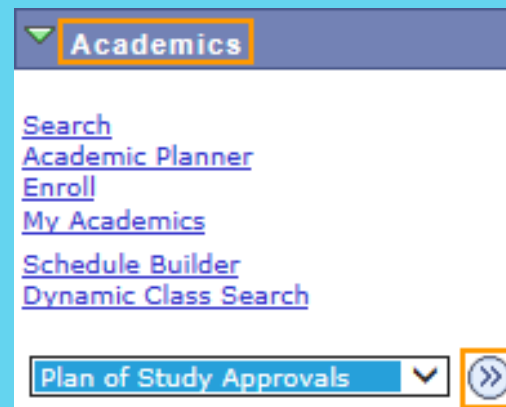 Academics
Search
Academic Planner
Enroll
My Academics
Schedule Builder
Dynamic Class Search
Plan of Study Approvals